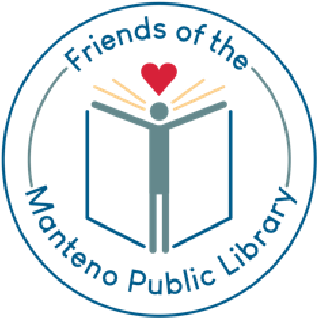 Friends of the
Manteno Public Library